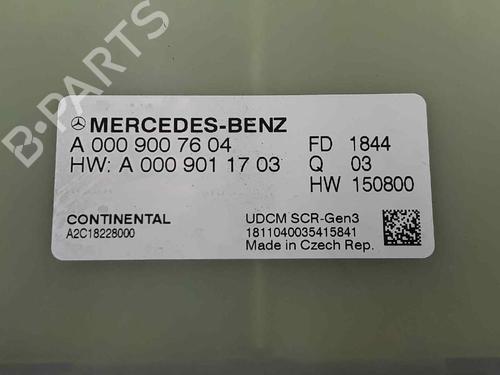 MERCEDES-BENZ
A 000 900 76 04 FD 1844
HW: A 000 901 17 03 Q 03
HW 150800
CONTINENTAL UDCM SCR-Gen3
A2C18228000 1811040035415841
Made in Czech Rep.
B-PARTS